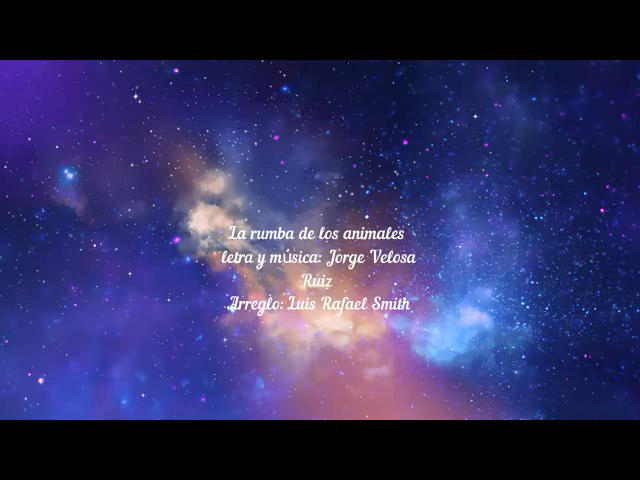 La rumba de los animales
letra y música: Jorge Velosa
Ruiz
Arreglo: Luis Rafael Smith